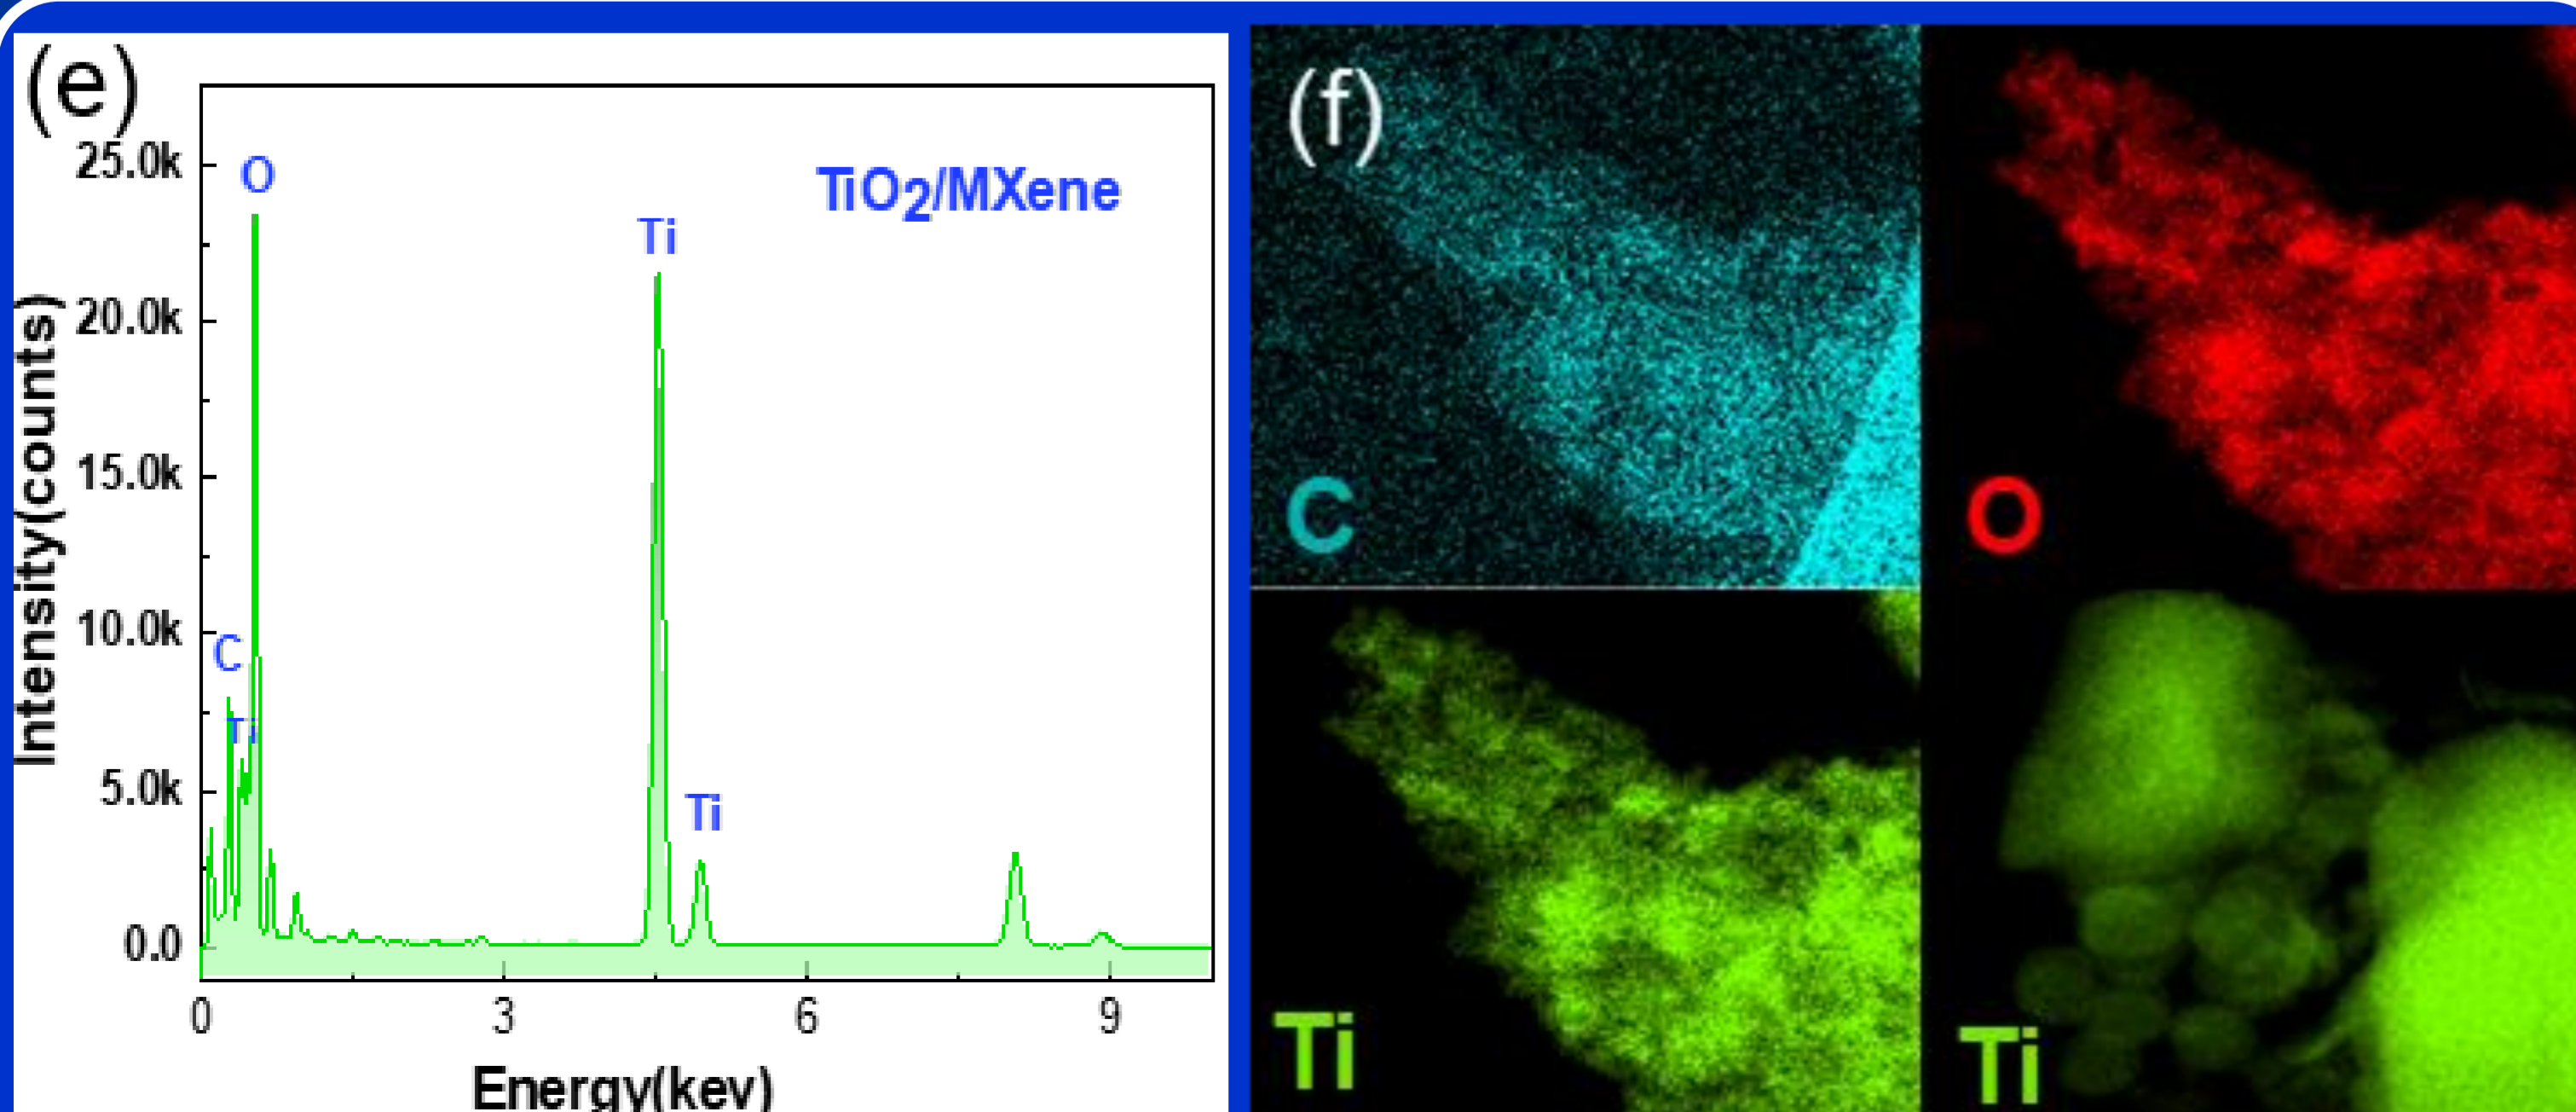 (e)
25.0k
20.0k
15.0k
10.0k
5.0k
0.0
Intensity(counts)
O
Ti
TiO2/MXene
C
Ti
Ti
0 3 6 9
Energy(kev)
(f)
C
O
Ti
Ti